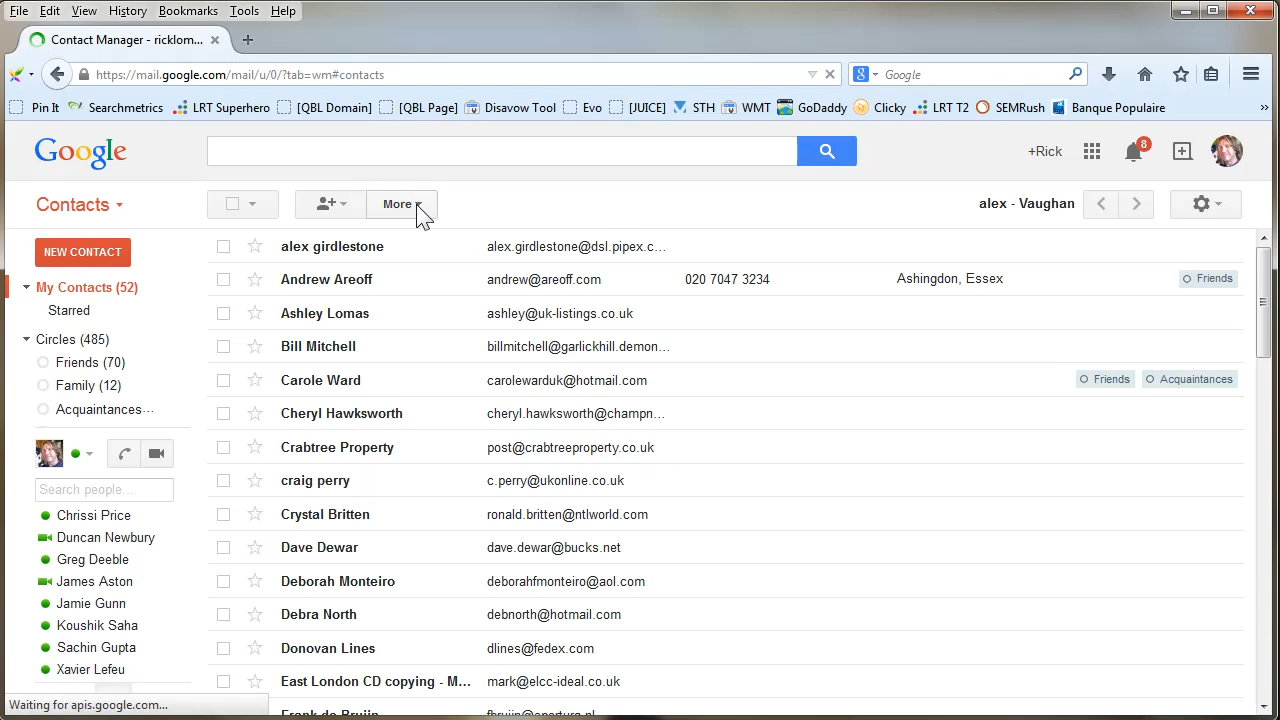 File Edit View History Bookmarks Tools Help
Contact Manager - ricklom...
https://mail.google.com/mail/u/0/?tab=wm#contacts
Google
Pin It Searchmetrics LRT Superhero [QBL Domain] [QBL Page] Disavow Tool Evo [JUICE] STH WMT GoDaddy Clicky LRT T2 SEMRush Banque Populaire
Google +Rick 8
Contacts More alex - Vaughan
NEW CONTACT
My Contacts (52)
Starred
Circles (485)
Friends (70)
Family (12)
Acquaintances...
Search people...
Chrissi Price
Duncan Newbury
Greg Deeble
James Aston
Jamie Gunn
Koushik Saha
Sachin Gupta
Xavier Lefeu
alex girdlestone alex.girdlestone@dsl.pipex.c...
Andrew Areoff andrew@areoff.com 020 7047 3234 Ashingdon, Essex Friends
Ashley Lomas ashley@uk-listings.co.uk
Bill Mitchell billmitchell@garlickhill.demon...
Carole Ward carolewarduk@hotmail.com Friends Acquaintances
Cheryl Hawksworth cheryl.hawksworth@champn...
Crabtree Property post@crabtreeproperty.co.uk
craig perry c.perry@ukonline.co.uk
Crystal Britten ronald.britten@ntlworld.com
Dave Dewar dave.dewar@bucks.net
Deborah Monteiro deborahfmonteiro@aol.com
Debra North debnorth@hotmail.com
Donovan Lines dlines@fedex.com
East London CD copying - M... mark@elcc-ideal.co.uk
Frank de Bruijn fbruijn@aportura.nl
Waiting for apis.google.com...